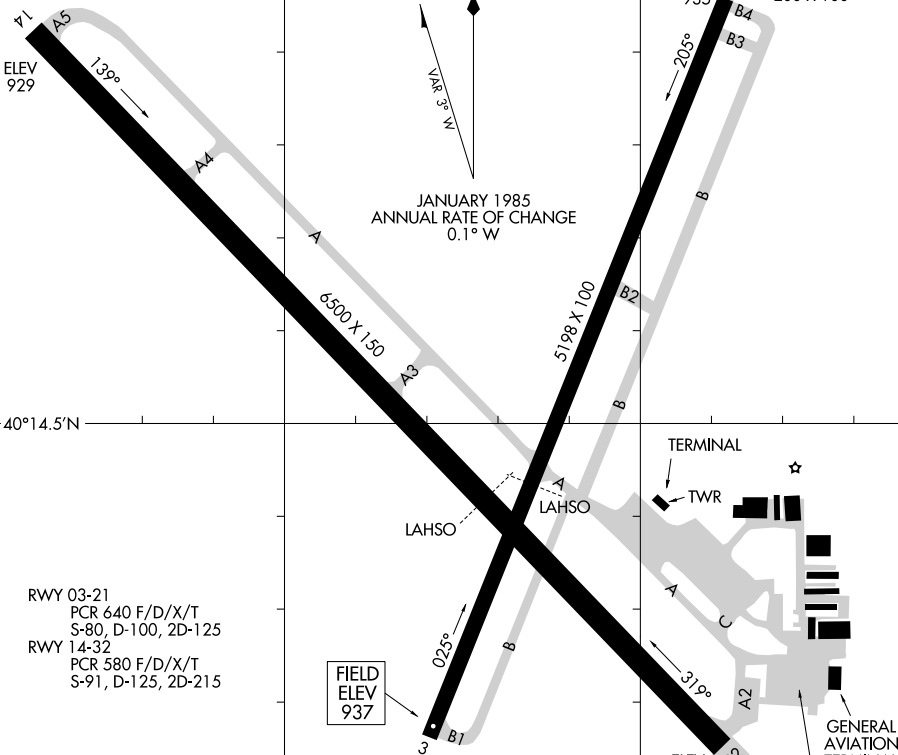 14
A5
ELEV
929
139°
A4
A
6500 X 150
A3
VAR 3° W
JANUARY 1985
ANNUAL RATE OF CHANGE
0.1° W
B4
B3
205°
B
B2
5198 X 100
B
40°14.5'N
TERMINAL
TWR
A
LAHSO
LAHSO
RWY 03-21
PCR 640 F/D/X/T
S-80, D-100, 2D-125
RWY 14-32
PCR 580 F/D/X/T
S-91, D-125, 2D-215
A
C
025°
B
319°
A2
FIELD
ELEV
937
3
B1
GENERAL
AVIATION